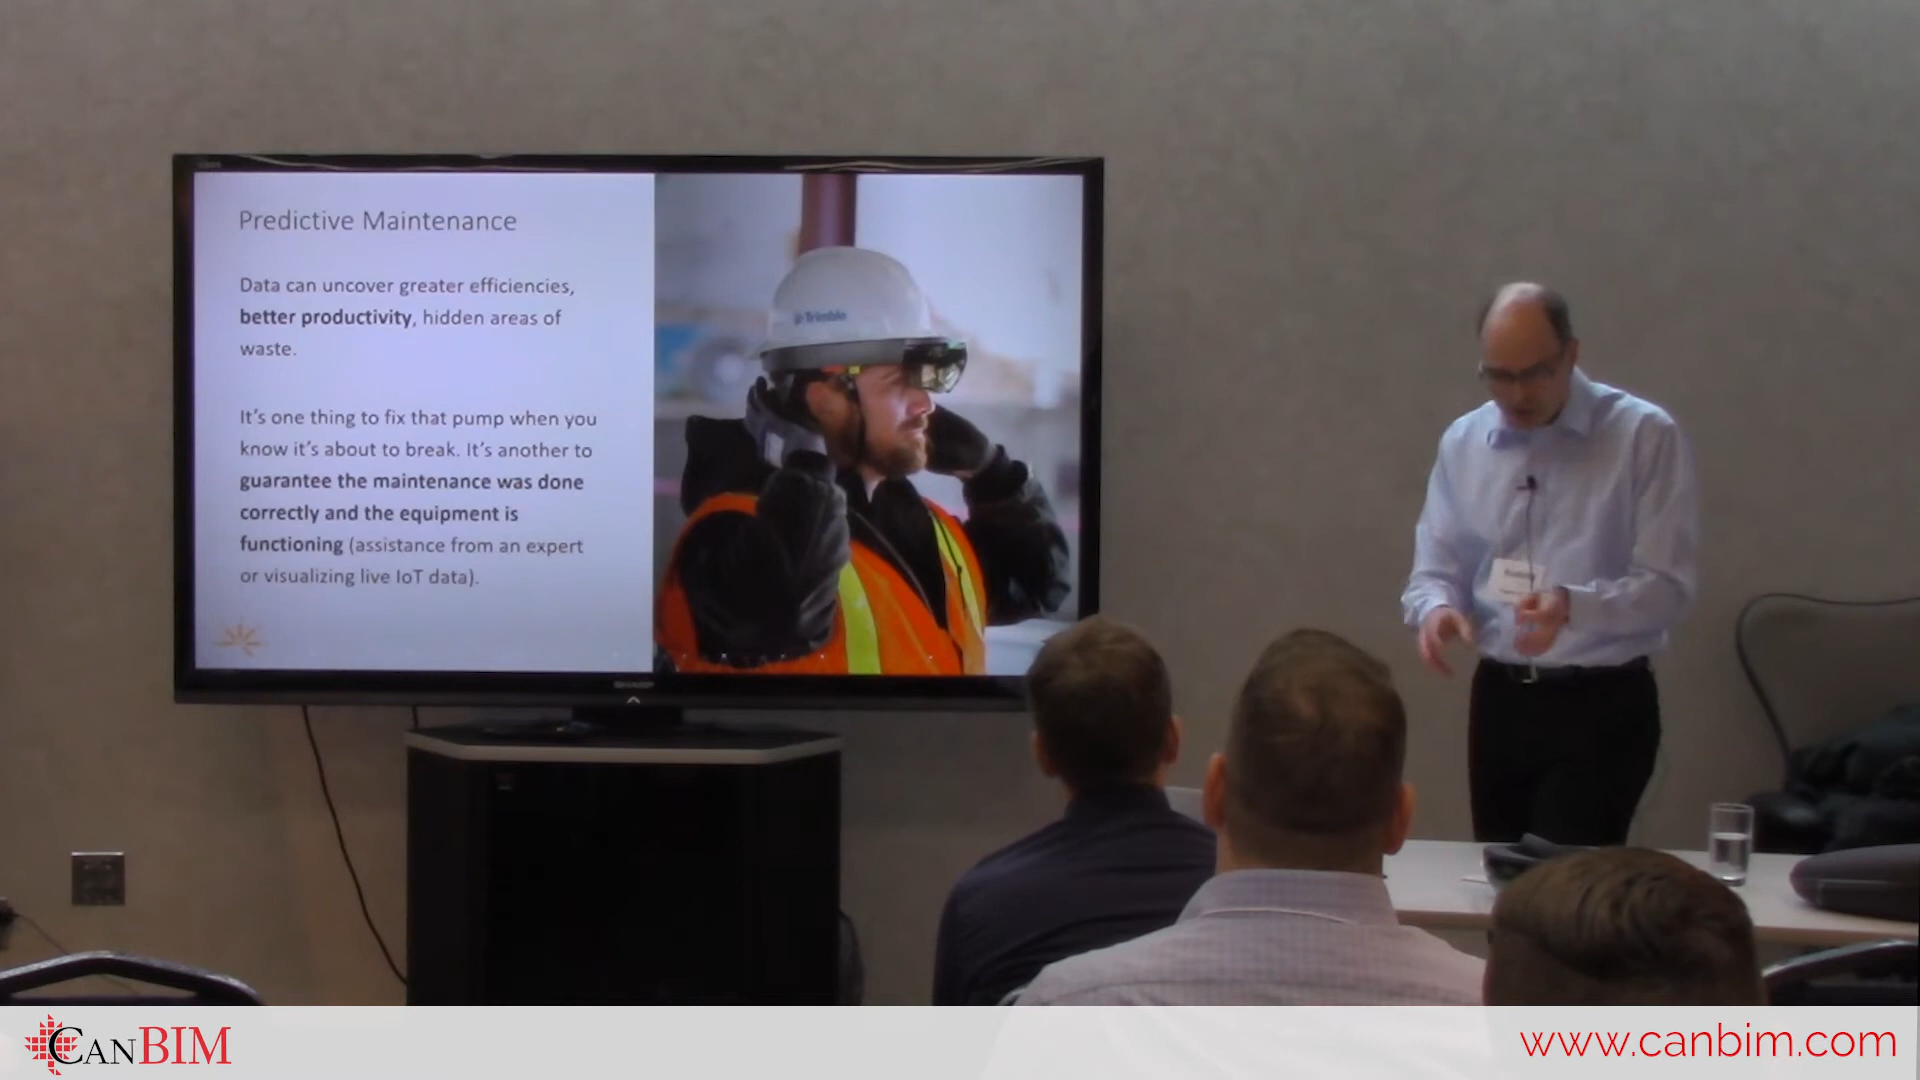 Predictive Maintenance
Data can uncover greater efficiencies,
better productivity, hidden areas of
waste.
It's one thing to fix that pump when you
know it's about to break. It's another to
guarantee the maintenance was done
correctly and the equipment is
functioning (assistance from an expert
or visualizing live IoT data).
Trimble
SHARP
CANBIM
www.canbim.com